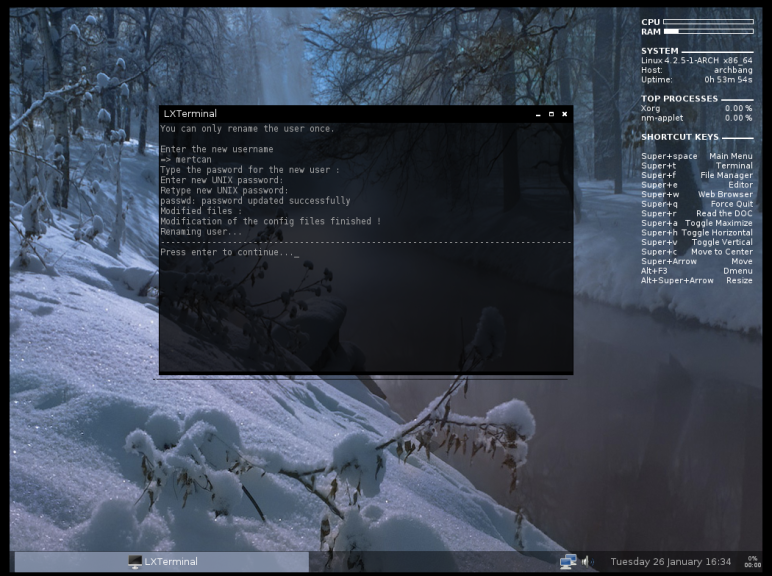 LXTerminal
You can only rename the user once.
Enter the new username
=> mertcan
Type the pasword for the new user :
Enter new UNIX password:
Retype new UNIX password:
passwd: password updated successfully
Modified files :
Modification of the config files finished !
Renaming user...
--------------------------------------------------------------------------------
Press enter to continue..._
CPU
RAM
SYSTEM
Linux 4.2.5-1-ARCH x86_64
Host: archbang
Uptime: 0h 53m 54s
TOP PROCESSES
Xorg 0.00 %
nm-applet 0.00 %
SHORTCUT KEYS
Super+space Main Menu
Super+t Terminal
Super+f File Manager
Super+e Editor
Super+w Web Browser
Super+q Force Quit
Super+r Read the DOC
Super+a Toggle Maximize
Super+h Toggle Horizontal
Super+v Toggle Vertical
Super+c Move to Center
Super+Arrow Move
Alt+F3 Dmenu
Alt+Super+Arrow Resize
LXTerminal
Tuesday 26 January 16:34
0%
00:00